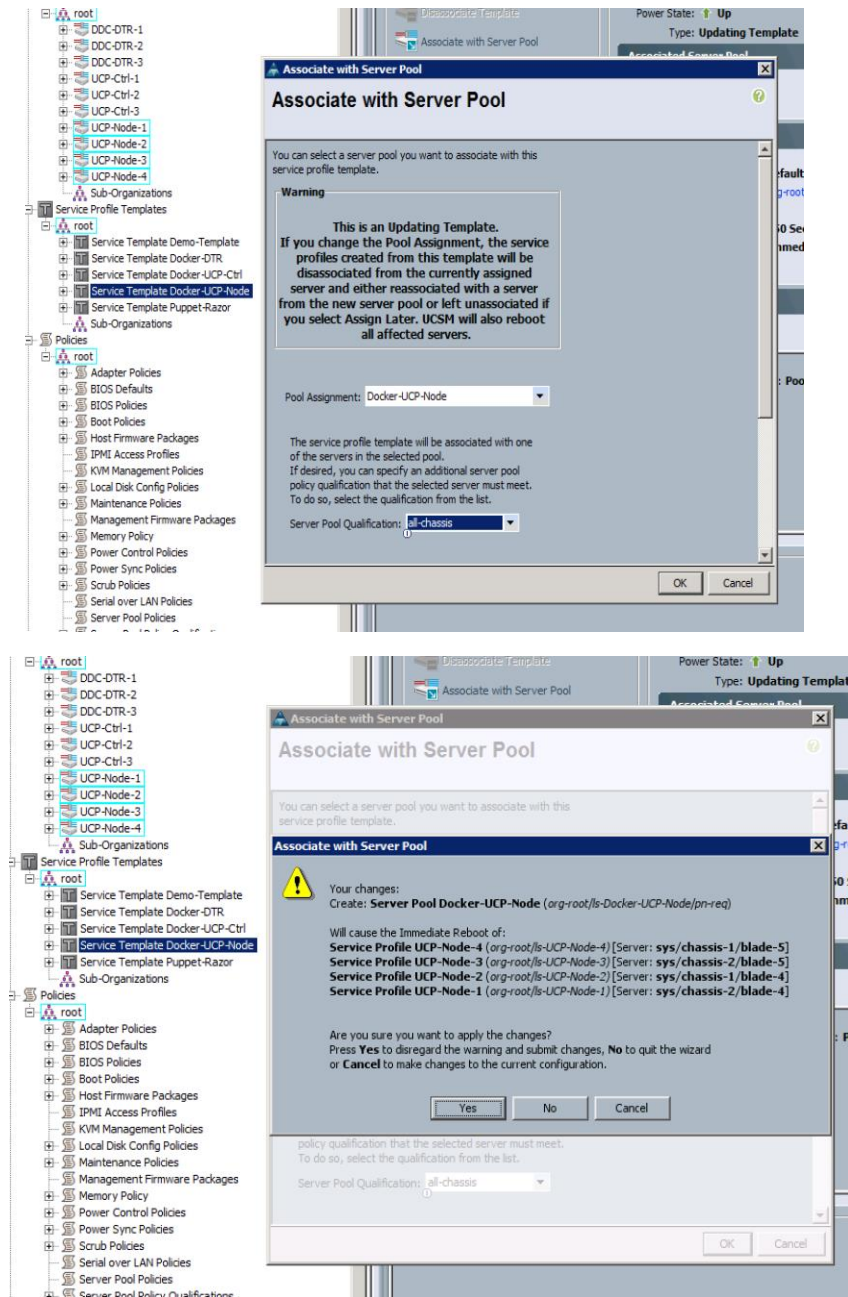 root
DDC-DTR-1
DDC-DTR-2
DDC-DTR-3
UCP-Ctrl-1
UCP-Ctrl-2
UCP-Ctrl-3
UCP-Node-1
UCP-Node-2
UCP-Node-3
UCP-Node-4
Sub-Organizations
Service Profile Templates
root
Service Template Demo-Template
Service Template Docker-DTR
Service Template Docker-UCP-Ctrl
Service Template Docker-UCP-Node
Service Template Puppet-Razor
Sub-Organizations
Policies
root
Adapter Policies
BIOS Defaults
BIOS Policies
Boot Policies
Host Firmware Packages
IPMI Access Profiles
KVM Management Policies
Local Disk Config Policies
Maintenance Policies
Management Firmware Packages
Memory Policy
Power Control Policies
Power Sync Policies
Scrub Policies
Serial over LAN Policies
Server Pool Policies
Disassociate Template
Associate with Server Pool
Power State: Up
Type: Updating Template
Associated Server Pool
Associate with Server Pool
Associate with Server Pool
You can select a server pool you want to associate with this
service profile template.
Warning
This is an Updating Template.
If you change the Pool Assignment, the service
profiles created from this template will be
disassociated from the currently assigned
server and either reassociated with a server
from the new server pool or left unassociated if
you select Assign Later. UCSM will also reboot
all affected servers.
Pool Assignment: Docker-UCP-Node
The service profile template will be associated with one
of the servers in the selected pool.
If desired, you can specify an additional server pool
policy qualification that the selected server must meet.
To do so, select the qualification from the list.
Server Pool Qualification: all-chassis
OK Cancel
root
DDC-DTR-1
DDC-DTR-2
DDC-DTR-3
UCP-Ctrl-1
UCP-Ctrl-2
UCP-Ctrl-3
UCP-Node-1
UCP-Node-2
UCP-Node-3
UCP-Node-4
Sub-Organizations
Service Profile Templates
root
Service Template Demo-Template
Service Template Docker-DTR
Service Template Docker-UCP-Ctrl
Service Template Docker-UCP-Node
Service Template Puppet-Razor
Sub-Organizations
Policies
root
Adapter Policies
BIOS Defaults
BIOS Policies
Boot Policies
Host Firmware Packages
IPMI Access Profiles
KVM Management Policies
Local Disk Config Policies
Maintenance Policies
Management Firmware Packages
Memory Policy
Power Control Policies
Power Sync Policies
Scrub Policies
Serial over LAN Policies
Server Pool Policies
Server Pool Policy Qualifications
Disassociate Template
Associate with Server Pool
Power State: Up
Type: Updating Templat
Associate with Server Pool
Associate with Server Pool
You can select a server pool you want to associate with this
service profile template.
Associate with Server Pool
Your changes:
Create: Server Pool Docker-UCP-Node (org-root/ls-Docker-UCP-Node/pn-req)
Will cause the Immediate Reboot of:
Service Profile UCP-Node-4 (org-root/ls-UCP-Node-4) [Server: sys/chassis-1/blade-5]
Service Profile UCP-Node-3 (org-root/ls-UCP-Node-3) [Server: sys/chassis-2/blade-5]
Service Profile UCP-Node-2 (org-root/ls-UCP-Node-2) [Server: sys/chassis-1/blade-4]
Service Profile UCP-Node-1 (org-root/ls-UCP-Node-1) [Server: sys/chassis-2/blade-4]
Are you sure you want to apply the changes?
Press Yes to disregard the warning and submit changes, No to quit the wizard
or Cancel to make changes to the current configuration.
Yes No Cancel
policy qualification that the selected server must meet.
To do so, select the qualification from the list.
Server Pool Qualification: all-chassis
OK Cancel